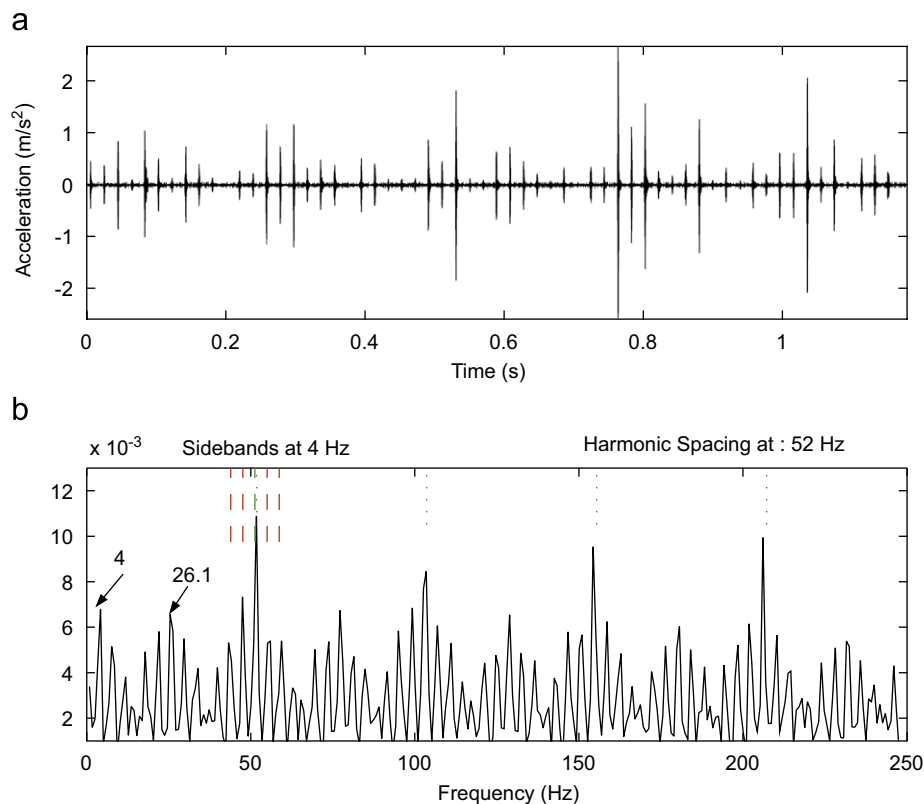 a
2
1
0
-1
-2
Acceleration (m/s²)
0 0.2 0.4 0.6 0.8 1
Time (s)
b
x 10⁻³ Sidebands at 4 Hz Harmonic Spacing at : 52 Hz
12
10
8
6
4
2
4
26.1
0 50 100 150 200 250
Frequency (Hz)